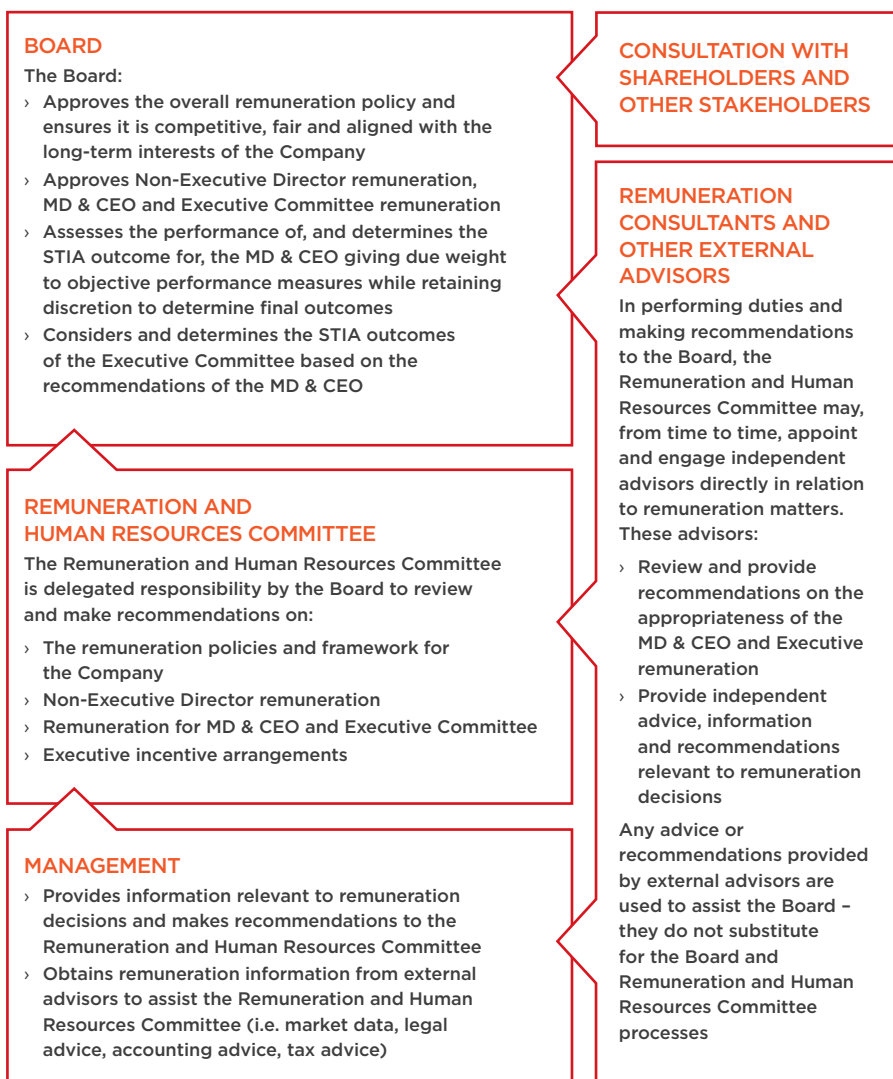 BOARD
The Board:
› Approves the overall remuneration policy and
ensures it is competitive, fair and aligned with the
long-term interests of the Company
› Approves Non-Executive Director remuneration,
MD & CEO and Executive Committee remuneration
› Assesses the performance of, and determines the
STIA outcome for, the MD & CEO giving due weight
to objective performance measures while retaining
discretion to determine final outcomes
› Considers and determines the STIA outcomes
of the Executive Committee based on the
recommendations of the MD & CEO
REMUNERATION AND
HUMAN RESOURCES COMMITTEE
The Remuneration and Human Resources Committee
is delegated responsibility by the Board to review
and make recommendations on:
› The remuneration policies and framework for
the Company
› Non-Executive Director remuneration
› Remuneration for MD & CEO and Executive Committee
› Executive incentive arrangements
MANAGEMENT
› Provides information relevant to remuneration
decisions and makes recommendations to the
Remuneration and Human Resources Committee
› Obtains remuneration information from external
advisors to assist the Remuneration and Human
Resources Committee (i.e. market data, legal
advice, accounting advice, tax advice)
CONSULTATION WITH
SHAREHOLDERS AND
OTHER STAKEHOLDERS
REMUNERATION
CONSULTANTS AND
OTHER EXTERNAL
ADVISORS
In performing duties and
making recommendations
to the Board, the
Remuneration and Human
Resources Committee may,
from time to time, appoint
and engage independent
advisors directly in relation
to remuneration matters.
These advisors:
› Review and provide
recommendations on the
appropriateness of the
MD & CEO and Executive
remuneration
› Provide independent
advice, information
and recommendations
relevant to remuneration
decisions
Any advice or
recommendations provided
by external advisors are
used to assist the Board –
they do not substitute
for the Board and
Remuneration and Human
Resources Committee
processes